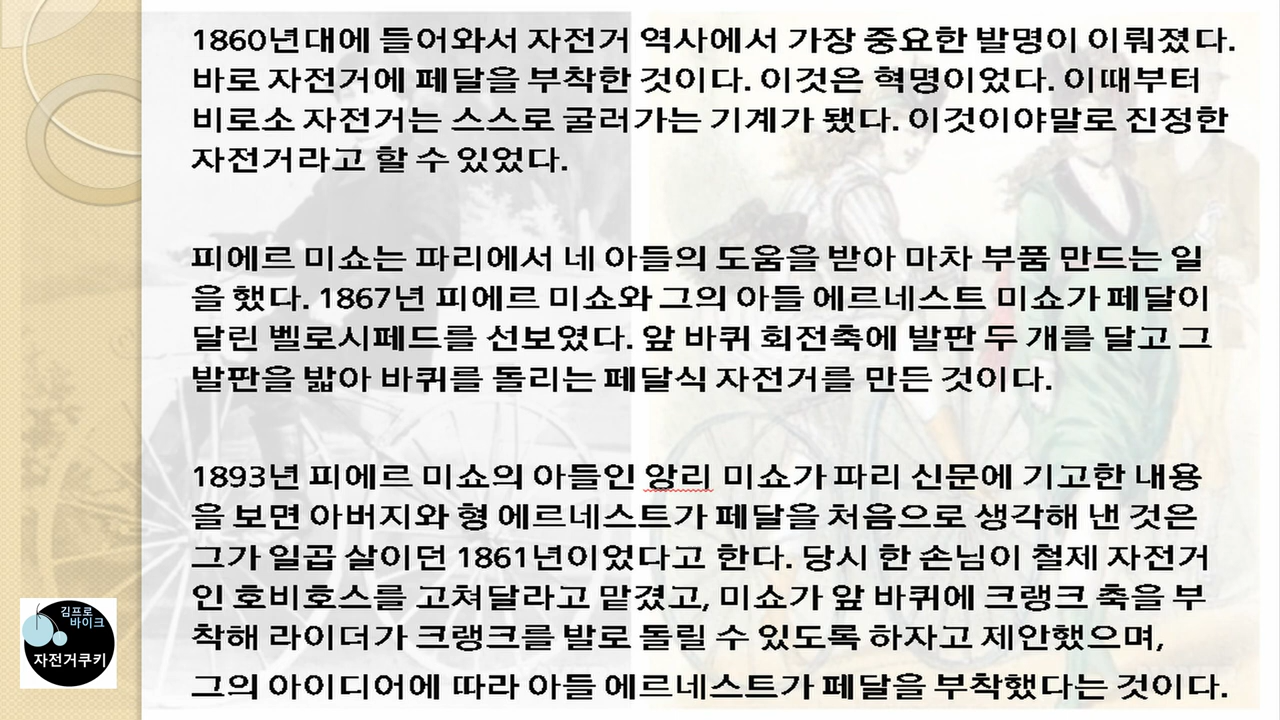 1860년대에 들어와서 자전거 역사에서 가장 중요한 발명이 이뤄졌다.
바로 자전거에 페달을 부착한 것이다. 이것은 혁명이었다. 이때부터
비로소 자전거는 스스로 굴러가는 기계가 됐다. 이것이야말로 진정한
자전거라고 할 수 있었다.
피에르 미쇼는 파리에서 네 아들의 도움을 받아 마차 부품 만드는 일
을 했다. 1867년 피에르 미쇼와 그의 아들 에르네스트 미쇼가 페달이
달린 벨로시페드를 선보였다. 앞 바퀴 회전축에 발판 두 개를 달고 그
발판을 밟아 바퀴를 돌리는 페달식 자전거를 만든 것이다.
1893년 피에르 미쇼의 아들인 앙리 미쇼가 파리 신문에 기고한 내용
을 보면 아버지와 형 에르네스트가 페달을 처음으로 생각해 낸 것은
그가 일곱 살이던 1861년이었다고 한다. 당시 한 손님이 철제 자전거
인 호비호스를 고쳐달라고 맡겼고, 미쇼가 앞 바퀴에 크랭크 축을 부
착해 라이더가 크랭크를 발로 돌릴 수 있도록 하자고 제안했으며,
그의 아이디어에 따라 아들 에르네스트가 페달을 부착했다는 것이다.
김프로
바이크
자전거쿠키